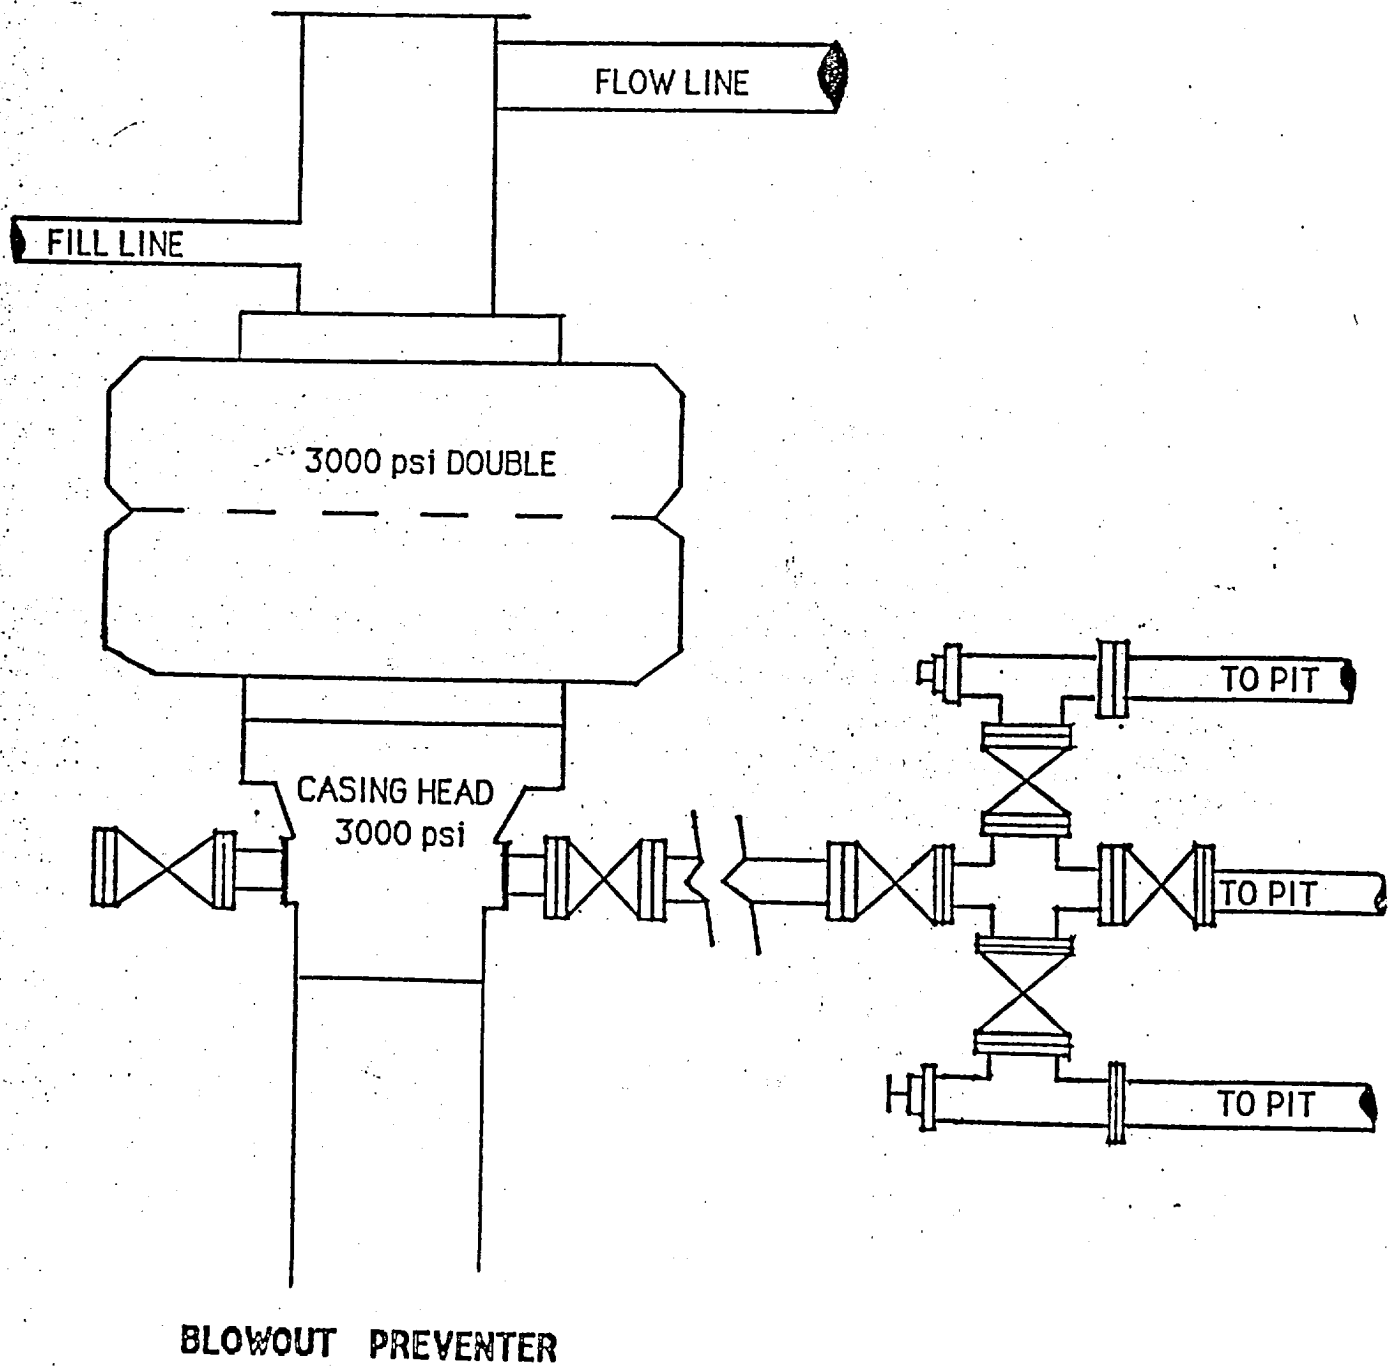 FLOW LINE
FILL LINE
3000 psi DOUBLE
TO PIT
CASING HEAD
3000 psi
TO PIT
TO PIT
BLOWOUT PREVENTER